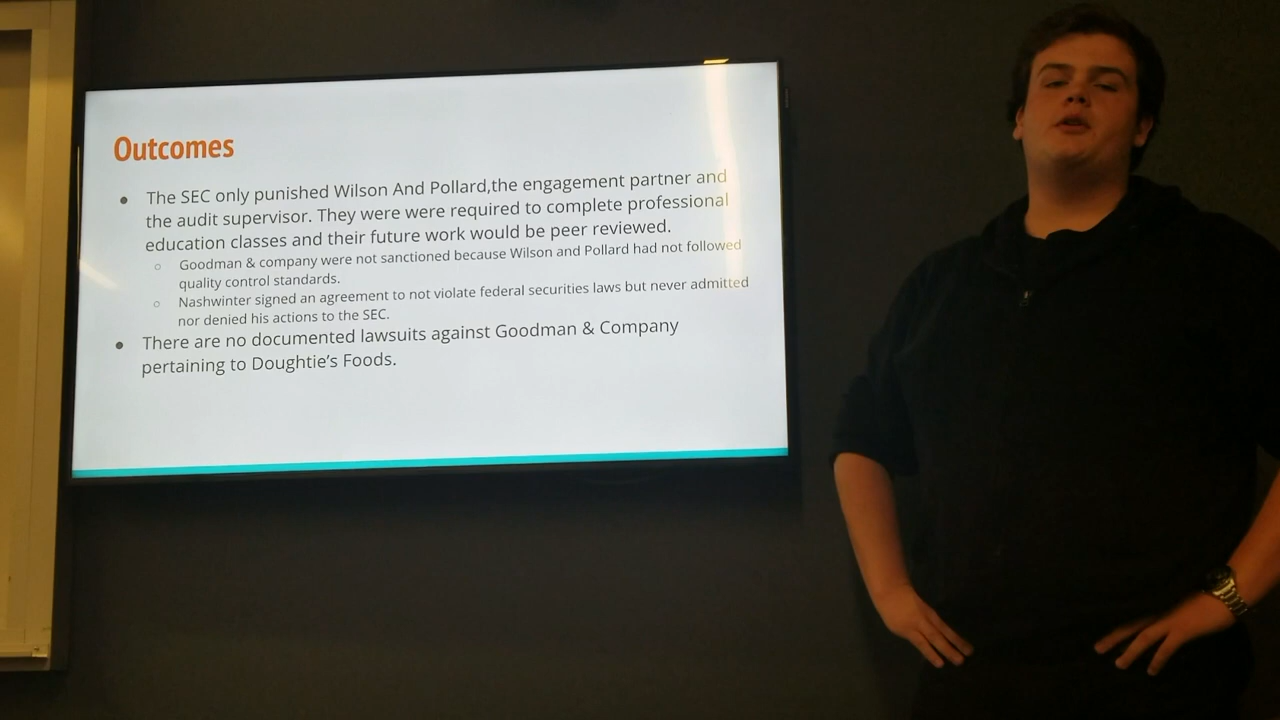 Outcomes
● The SEC only punished Wilson And Pollard,the engagement partner and
the audit supervisor. They were were required to complete professional
education classes and their future work would be peer reviewed.
○ Goodman & company were not sanctioned because Wilson and Pollard had not followed
quality control standards.
○ Nashwinter signed an agreement to not violate federal securities laws but never admitted
nor denied his actions to the SEC.
● There are no documented lawsuits against Goodman & Company
pertaining to Doughtie's Foods.